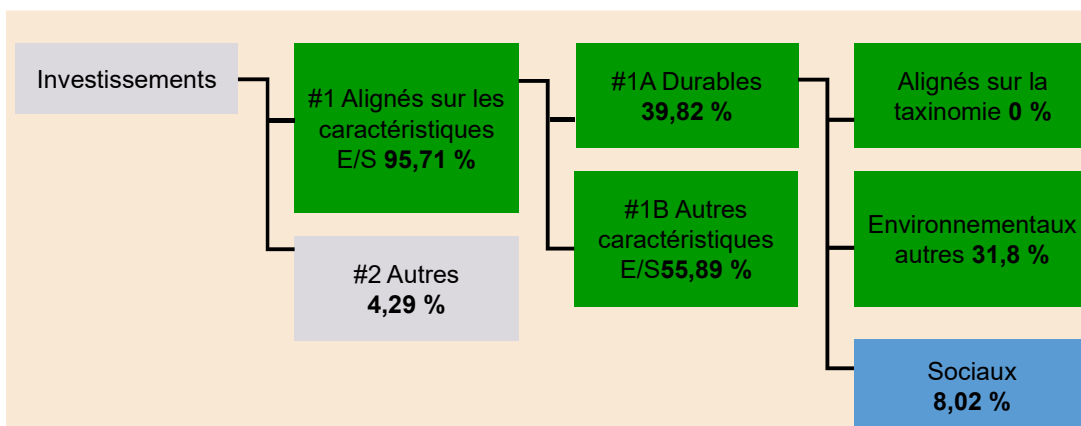 Investissements
#1 Alignés sur les
caractéristiques
E/S 95,71 %
#2 Autres
4,29 %
#1A Durables
39,82 %
#1B Autres
caractéristiques
E/S55,89 %
Alignés sur la
taxinomie 0 %
Environnementaux
autres 31,8 %
Sociaux
8,02 %